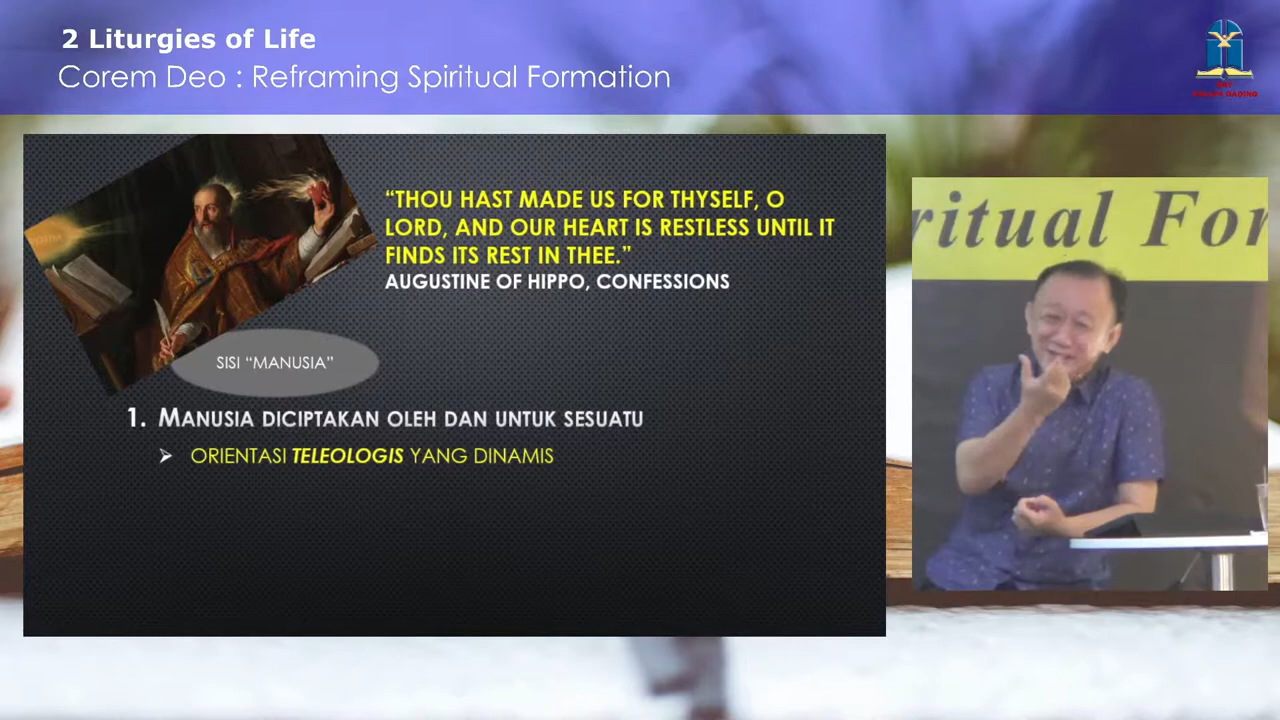 2 Liturgies of Life
Corem Deo : Reframing Spiritual Formation
“THOU HAST MADE US FOR THYSELF, O
LORD, AND OUR HEART IS RESTLESS UNTIL IT
FINDS ITS REST IN THEE.”
AUGUSTINE OF HIPPO, CONFESSIONS
SISI “MANUSIA”
1. MANUSIA DICIPTAKAN OLEH DAN UNTUK SESUATU
➢ ORIENTASI TELEOLOGIS YANG DINAMIS
ritual For
GADING